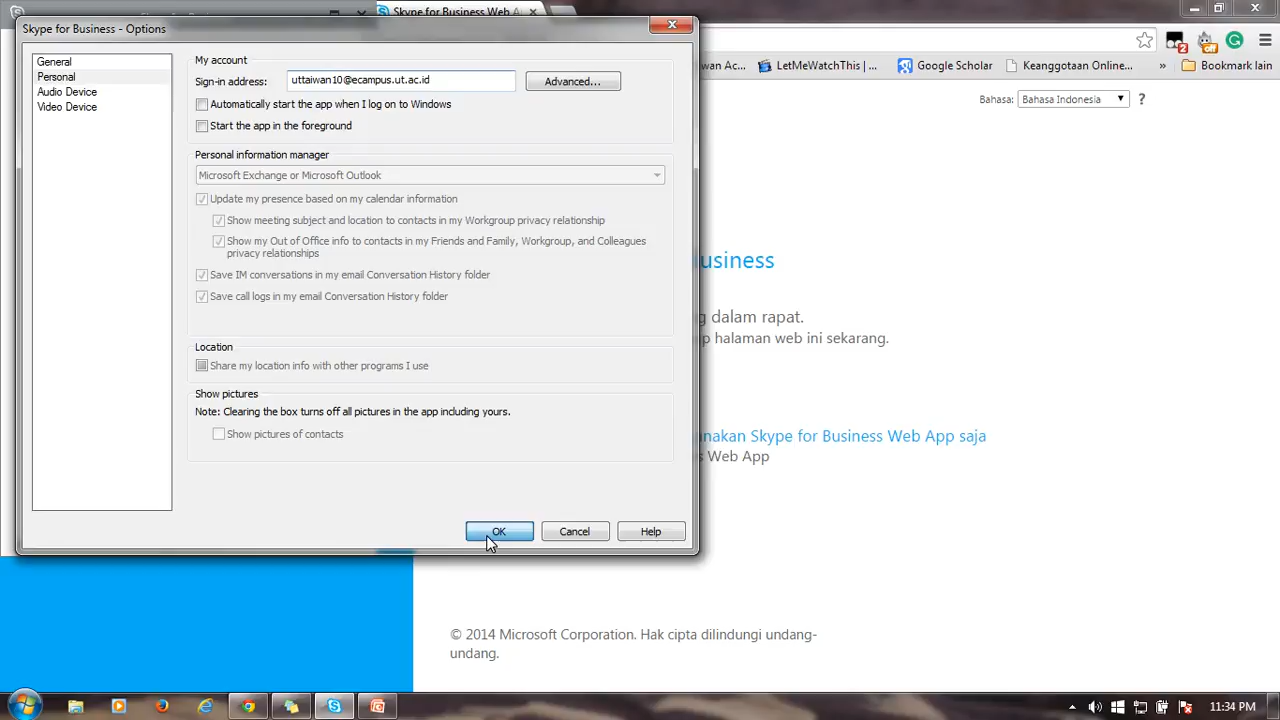 Skype for Business Web A
Skype for Business - Options
2
off
an Ac...
LetMeWatchThis |
Google Scholar
Keanggotaan Online...
»
Bookmark lain
General
Personal
Audio Device
Video Device
My account
Sign-in address:
uttaiwan10@ecampus.ut.ac.id
Advanced...
Automatically start the app when I log on to Windows
Start the app in the foreground
Personal information manager
Microsoft Exchange or Microsoft Outlook
Update my presence based on my calendar information
Show meeting subject and location to contacts in my Workgroup privacy relationship
Show my Out of Office info to contacts in my Friends and Family, Workgroup, and Colleagues
privacy relationships
Save IM conversations in my email Conversation History folder
Save call logs in my email Conversation History folder
Location
Share my location info with other programs I use
Show pictures
Note: Clearing the box turns off all pictures in the app including yours.
Show pictures of contacts
OK
Cancel
Help
Bahasa:
Bahasa Indonesia
?
usiness
g dalam rapat.
p halaman web ini sekarang.
nakan Skype for Business Web App saja
s Web App
© 2014 Microsoft Corporation. Hak cipta dilindungi undang-
undang.
11:34 PM